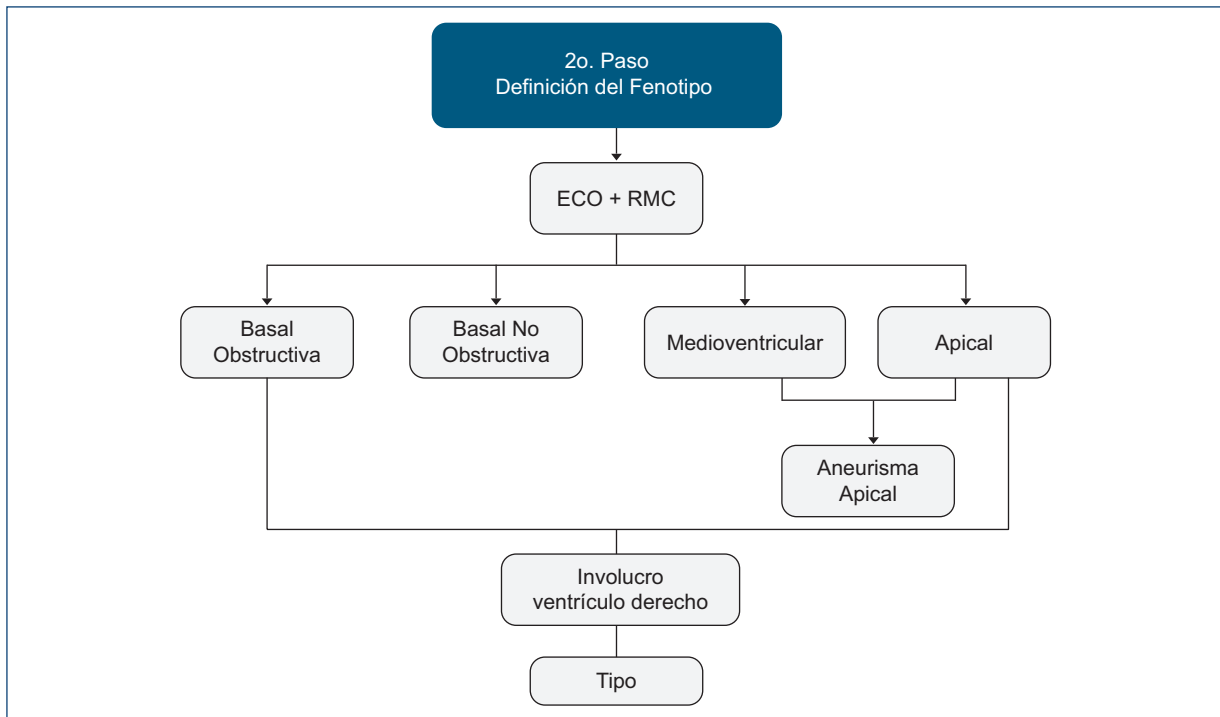 2o. Paso
Definición del Fenotipo
ECO + RMC
Basal
Obstructiva
Basal No
Obstructiva
Medioventricular
Apical
Aneurisma
Apical
Involucro
ventrículo derecho
Tipo